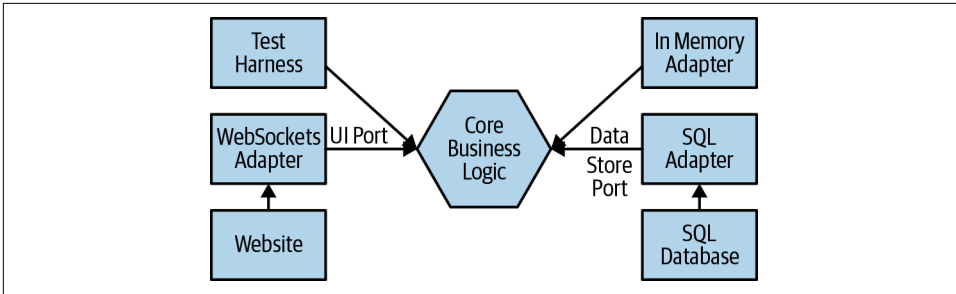 Test
Harness
In Memory
Adapter
WebSockets
Adapter
UI Port
Core
Business
Logic
Data
Store
Port
SQL
Adapter
Website
SQL
Database